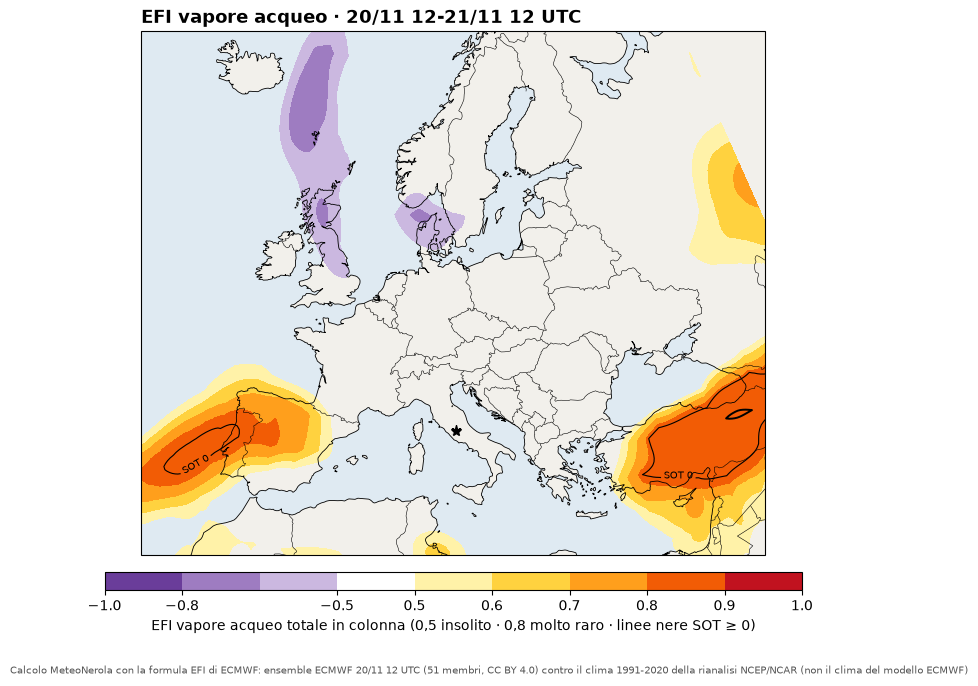 EFI vapore acqueo · 20/11 12-21/11 12 UTC
SOT 0
SOT 0
−1.0 −0.8 −0.5 0.5 0.6 0.7 0.8 0.9 1.0
EFI vapore acqueo totale in colonna (0,5 insolito · 0,8 molto raro · linee nere SOT ≥ 0)
Calcolo MeteoNerola con la formula EFI di ECMWF: ensemble ECMWF 20/11 12 UTC (51 membri, CC BY 4.0) contro il clima 1991-2020 della rianalisi NCEP/NCAR (non il clima del modello ECMWF)